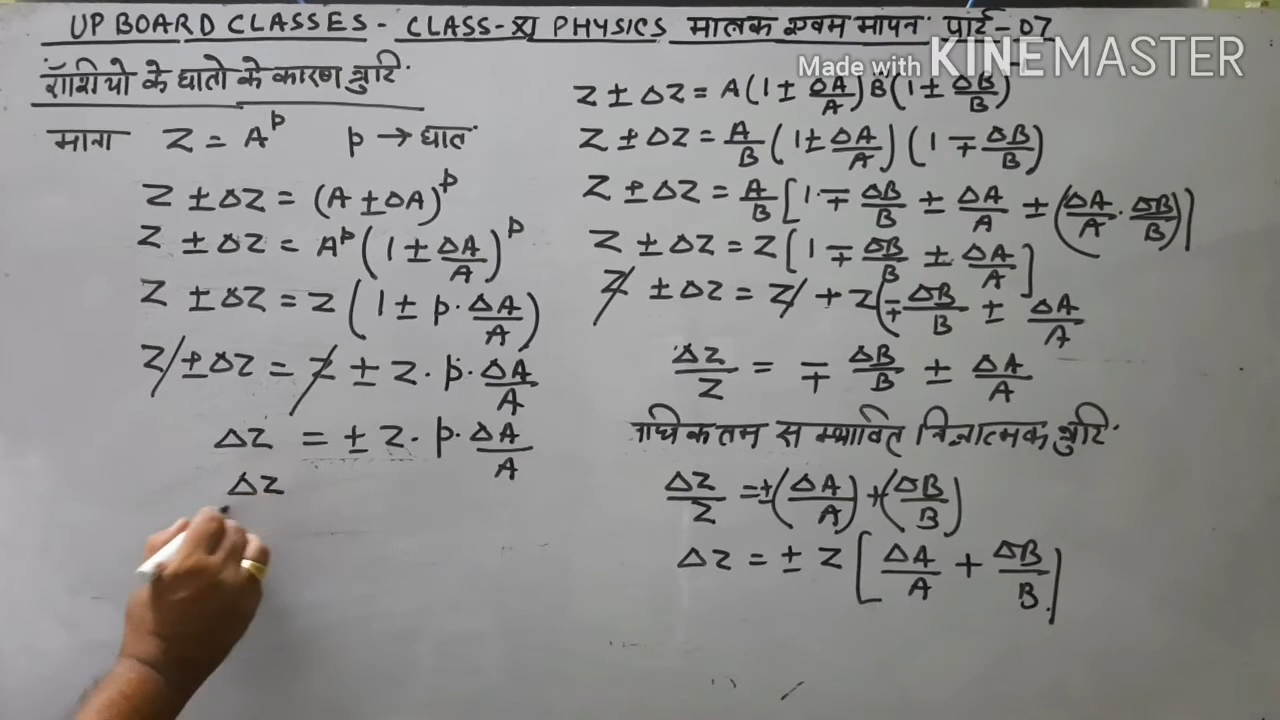 UP BOARD CLASSES - CLASS-XI PHYSICS मात्रक एवम मापन पार्ट-07
Made with KINEMASTER
राँशियो के घातो के कारण त्रुटि.
माना Z = A^p p → घात
Z ± ΔZ = (A ± ΔA)^p
Z ± ΔZ = A^p (1 ± ΔA/A)^p
Z ± ΔZ = Z (1 ± p. ΔA/A)
Z ± ΔZ = Z ± Z. p. ΔA/A
ΔZ = ± Z. p. ΔA/A
ΔZ
Z ± ΔZ = A(1 ± ΔA/A) B(1 ± ΔB/B)^-
Z ± ΔZ = A/B (1 ± ΔA/A) (1 ∓ ΔB/B)
Z ± ΔZ = A/B [1 ∓ ΔB/B ± ΔA/A ± (ΔA/A . ΔB/B)]
Z ± ΔZ = Z [1 ∓ ΔB/B ± ΔA/A]
Z ± ΔZ = Z + Z (∓ ΔB/B ± ΔA/A
ΔZ/Z = ∓ ΔB/B ± ΔA/A
सम्भावित त्रुटि.
ΔZ/Z = ± (ΔA/A) + (ΔB/B)
ΔZ = ± Z [ΔA/A + ΔB/B]